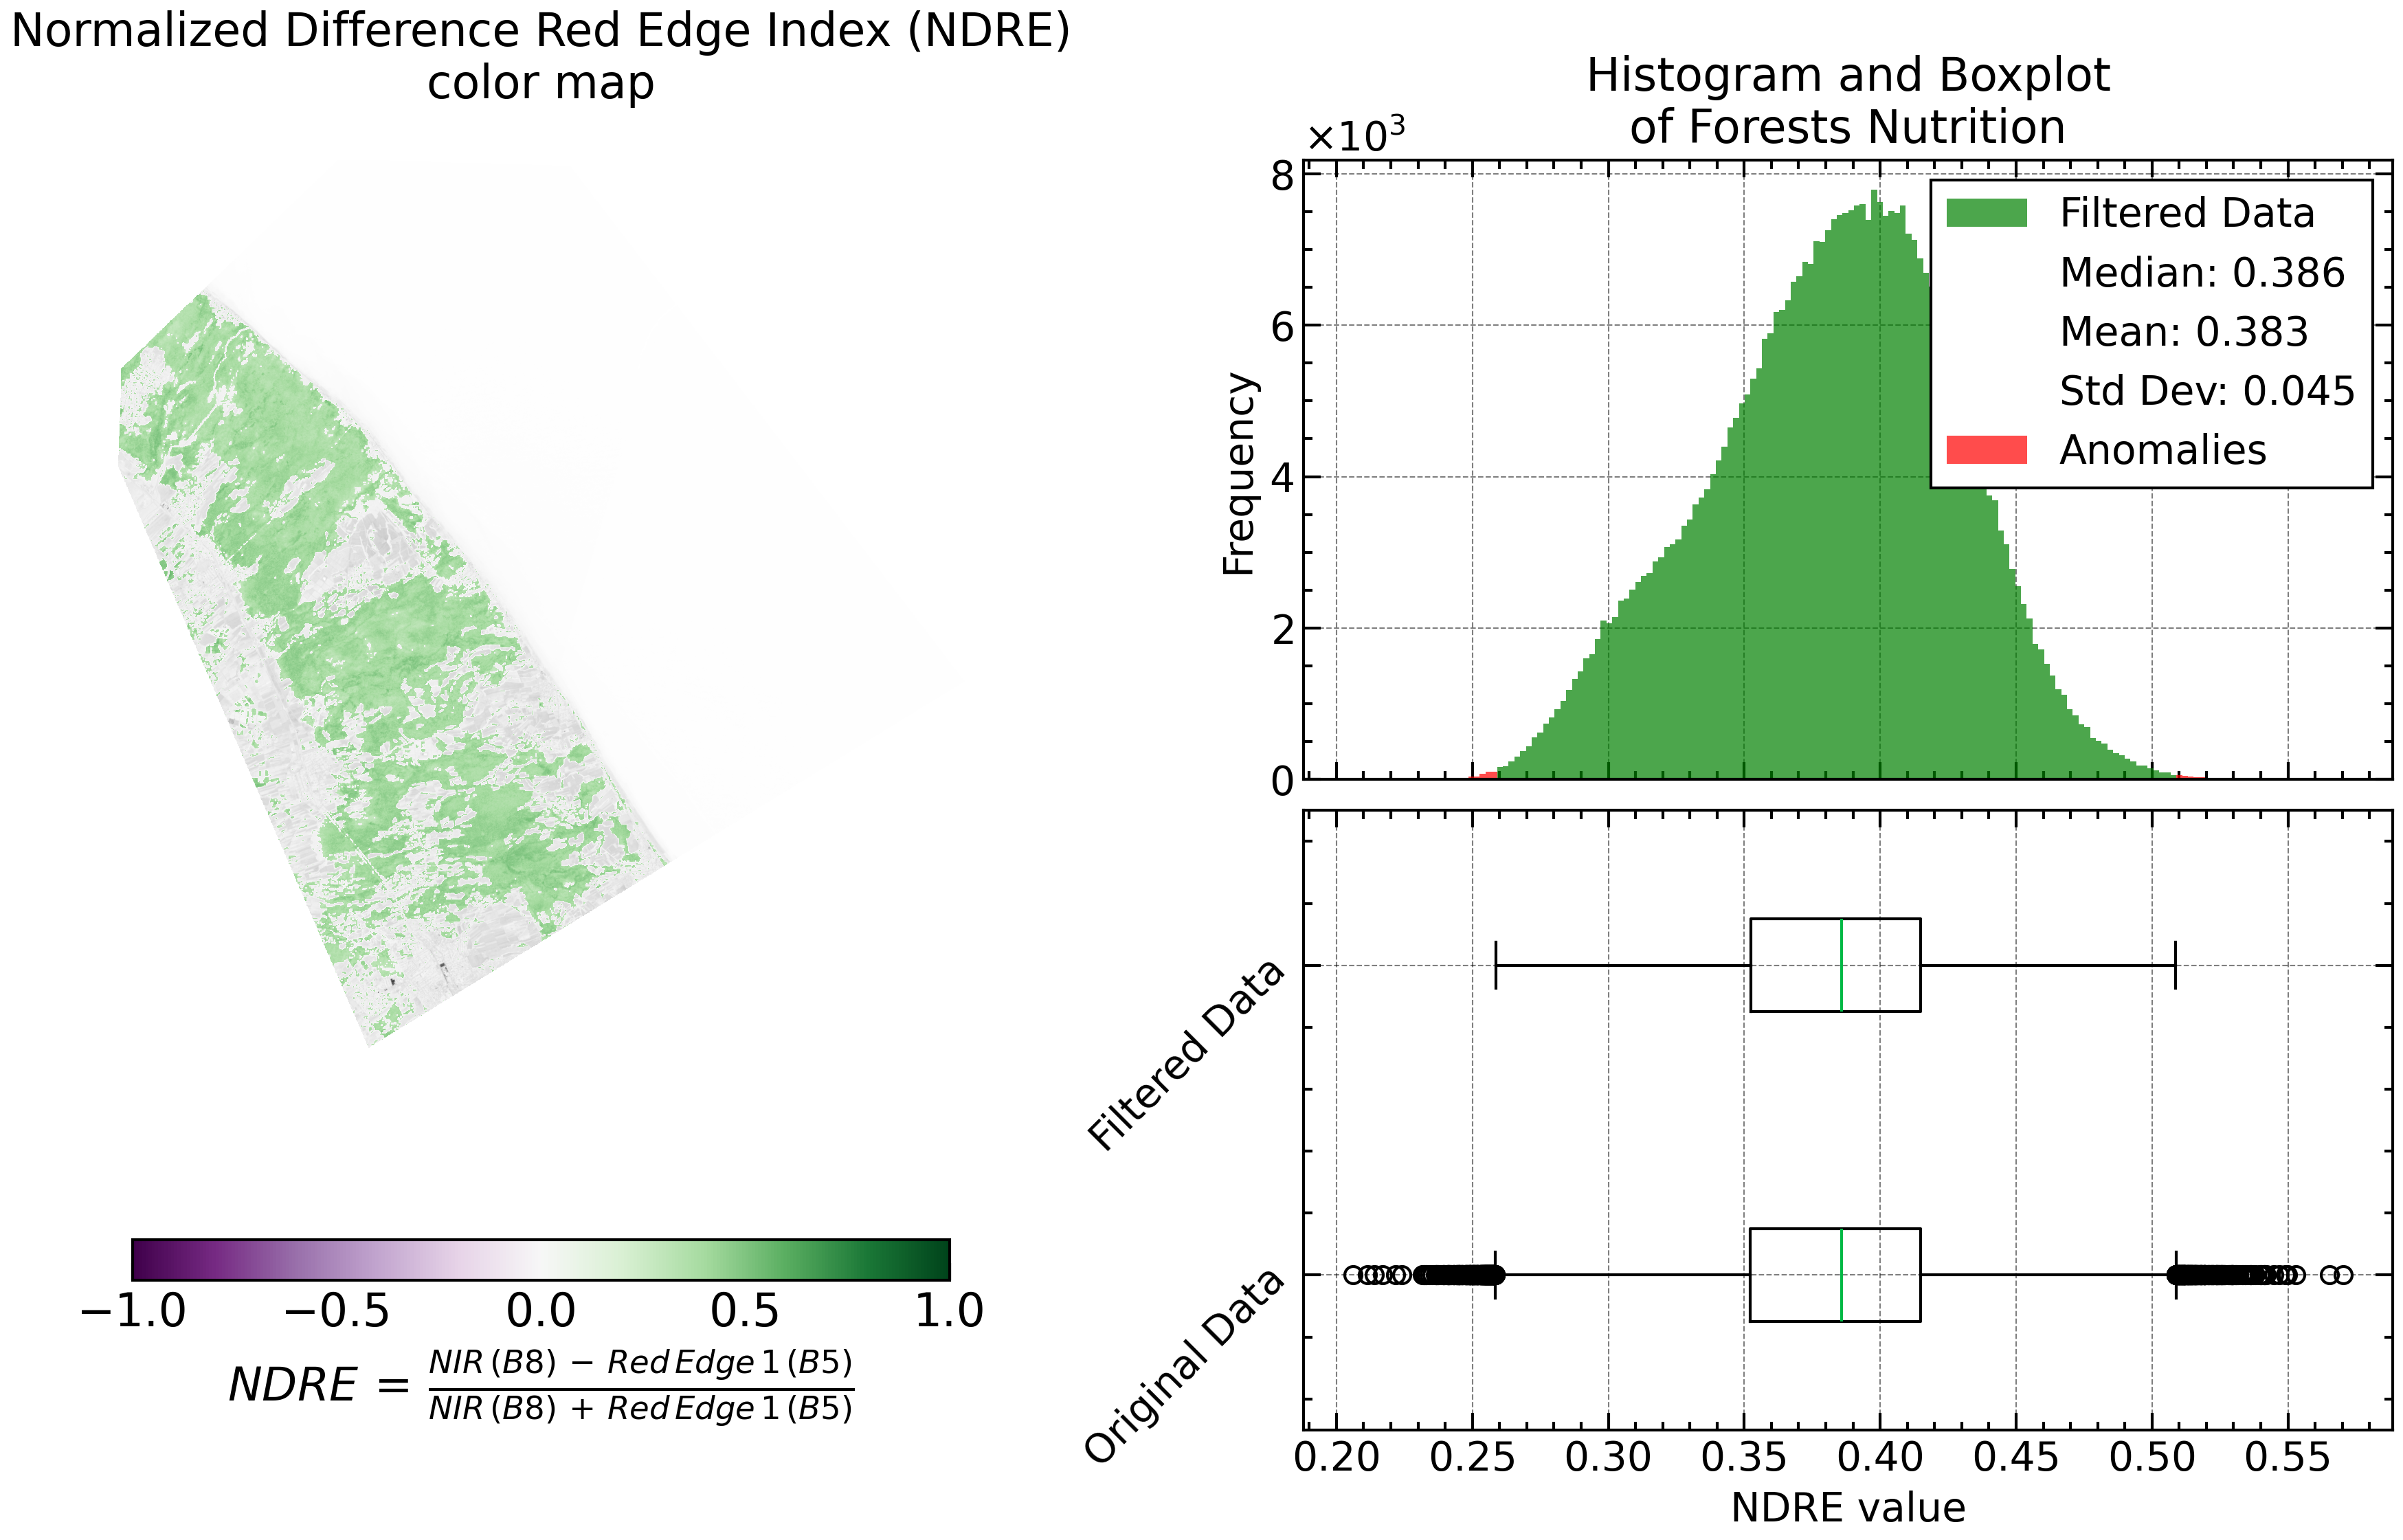 Normalized Difference Red Edge Index (NDRE)
color map
−1.0 −0.5 0.0 0.5 1.0
NDRE = NIR (B8) − Red Edge 1 (B5)
NIR (B8) + Red Edge 1 (B5)
Histogram and Boxplot
of Forests Nutrition
×10³
8
6
4
2
0
Frequency
Filtered Data
Median: 0.386
Mean: 0.383
Std Dev: 0.045
Anomalies
Filtered Data
Original Data
0.20 0.25 0.30 0.35 0.40 0.45 0.50 0.55
NDRE value